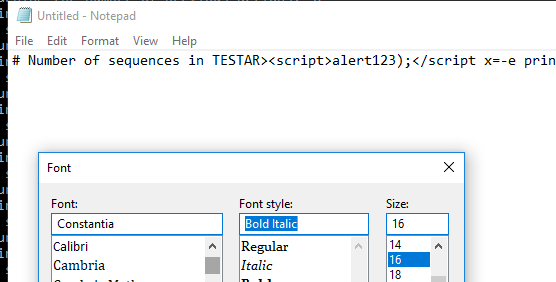 Untitled - Notepad
File Edit Format View Help
# Number of sequences in TESTAR><script>alert123);</script x=-e prin
Font
Font: Font style: Size:
Constantia Bold Italic 16
Calibri Regular 14
Cambria Italic 16
18